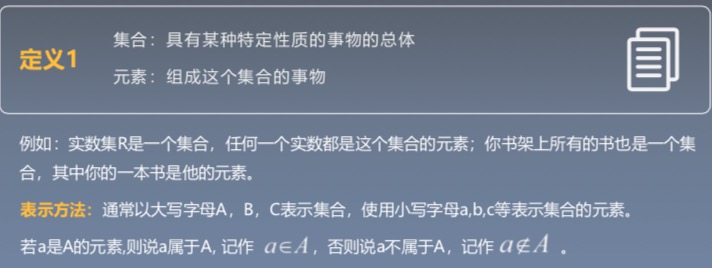 定义1
集合：具有某种特定性质的事物的总体
元素：组成这个集合的事物
例如：实数集R是一个集合，任何一个实数都是这个集合的元素；你书架上所有的书也是一个集
合，其中你的一本书是他的元素。
表示方法：通常以大写字母A，B，C表示集合，使用小写字母a,b,c等表示集合的元素。
若a是A的元素,则说a属于A, 记作 a∈A，否则说a不属于A，记作 a∉A 。